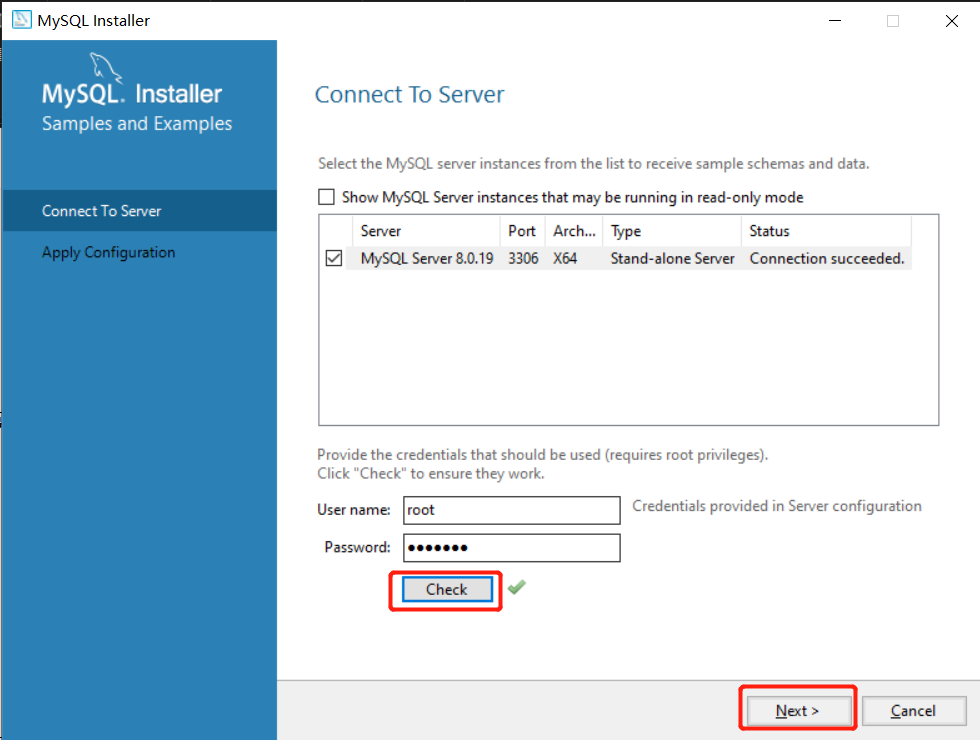 MySQL Installer
MySQL. Installer
Samples and Examples
Connect To Server
Apply Configuration
Connect To Server
Select the MySQL server instances from the list to receive sample schemas and data.
Show MySQL Server instances that may be running in read-only mode
Server Port Arch... Type Status
MySQL Server 8.0.19 3306 X64 Stand-alone Server Connection succeeded.
Provide the credentials that should be used (requires root privileges).
Click "Check" to ensure they work.
User name: root Credentials provided in Server configuration
Password: ●●●●●●●
Check
Next > Cancel